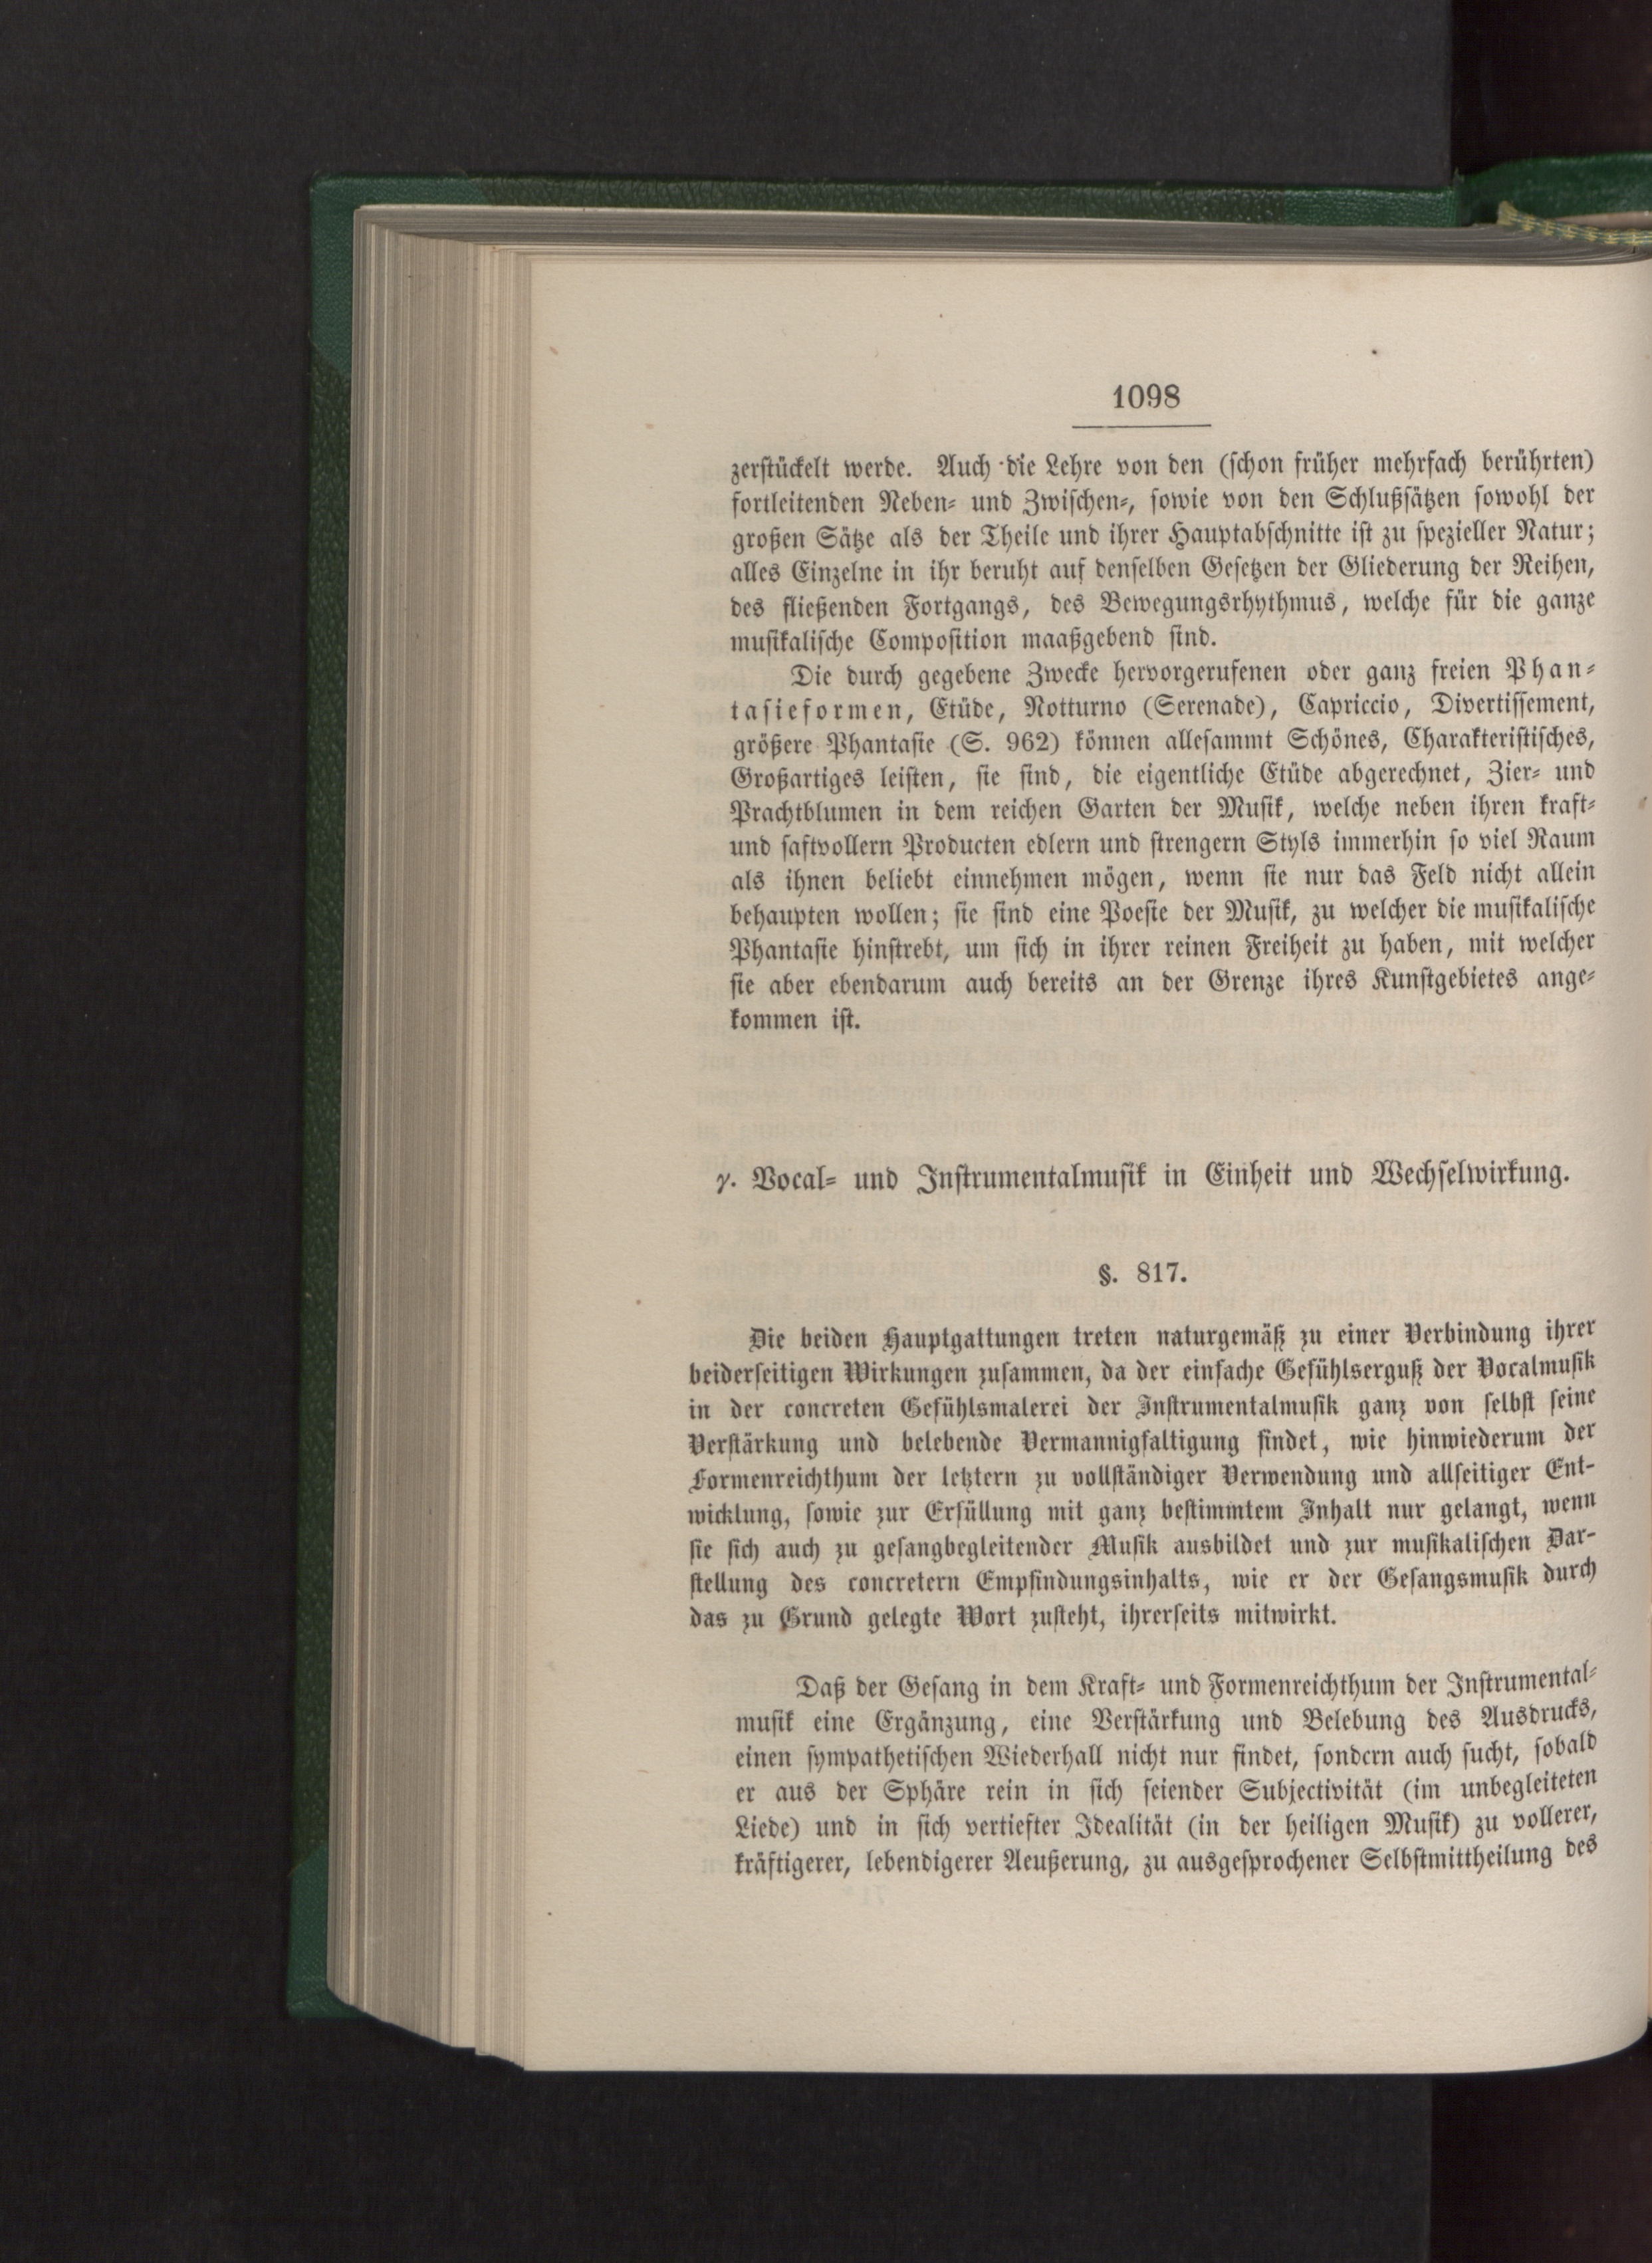 1098
zerstückelt werde. Auch die Lehre von den (schon früher mehrfach berührten)
fortleitenden Neben- und Zwischen-, sowie von den Schlußsätzen sowohl der
großen Sätze als der Theile und ihrer Hauptabschnitte ist zu spezieller Natur;
alles Einzelne in ihr beruht auf denselben Gesetzen der Gliederung der Reihen,
des fließenden Fortgangs, des Bewegungsrhythmus, welche für die ganze
musikalische Composition maaßgebend sind.
Die durch gegebene Zwecke hervorgerufenen oder ganz freien Phan-
tasieformen, Etüde, Notturno (Serenade), Capriccio, Divertissement,
größere Phantasie (S. 962) können allesammt Schönes, Charakteristisches,
Großartiges leisten, sie sind, die eigentliche Etüde abgerechnet, Zier- und
Prachtblumen in dem reichen Garten der Musik, welche neben ihren kraft-
und saftvollern Producten edlern und strengern Styls immerhin so viel Raum
als ihnen beliebt einnehmen mögen, wenn sie nur das Feld nicht allein
behaupten wollen; sie sind eine Poesie der Musik, zu welcher die musikalische
Phantasie hinstrebt, um sich in ihrer reinen Freiheit zu haben, mit welcher
sie aber ebendarum auch bereits an der Grenze ihres Kunstgebietes ange-
kommen ist.
γ. Vocal- und Instrumentalmusik in Einheit und Wechselwirkung.
§. 817.
Die beiden Hauptgattungen treten naturgemäß zu einer Verbindung ihrer
beiderseitigen Wirkungen zusammen, da der einfache Gefühlserguß der Vocalmusik
in der concreten Gefühlsmalerei der Instrumentalmusik ganz von selbst seine
Verstärkung und belebende Vermannigfaltigung findet, wie hinwiederum der
Formenreichthum der letztern zu vollständiger Verwendung und allseitiger Ent-
wicklung, sowie zur Erfüllung mit ganz bestimmtem Inhalt nur gelangt, wenn
sie sich auch zu gesangbegleitender Musik ausbildet und zur musikalischen Dar-
stellung des concretern Empfindungsinhalts, wie er der Gesangsmusik durch
das zu Grund gelegte Wort zusteht, ihrerseits mitwirkt.
Daß der Gesang in dem Kraft- und Formenreichthum der Instrumental-
musik eine Ergänzung, eine Verstärkung und Belebung des Ausdrucks,
einen sympathetischen Wiederhall nicht nur findet, sondern auch sucht, sobald
er aus der Sphäre rein in sich seiender Subjectivität (im unbegleiteten
Liede) und in sich vertiefter Idealität (in der heiligen Musik) zu vollerer,
kräftigerer, lebendigerer Aeußerung, zu ausgesprochener Selbstmittheilung des